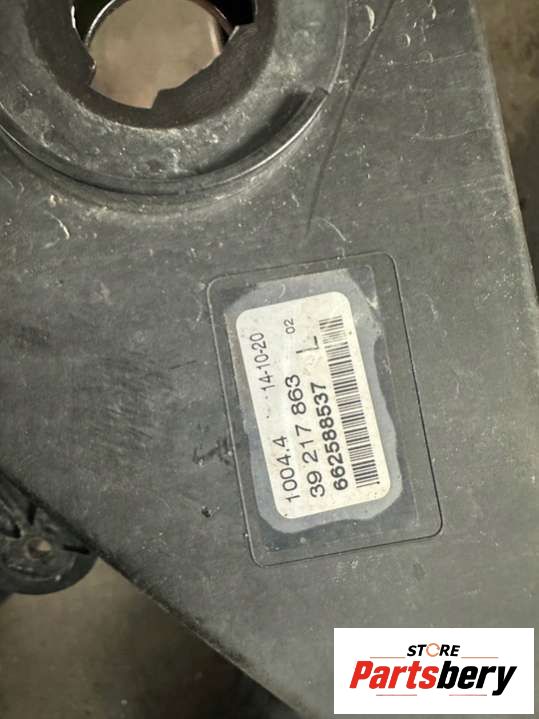 1004.4 14-10-20
39 217 863 L 02
662588537
STORE
Partsbery